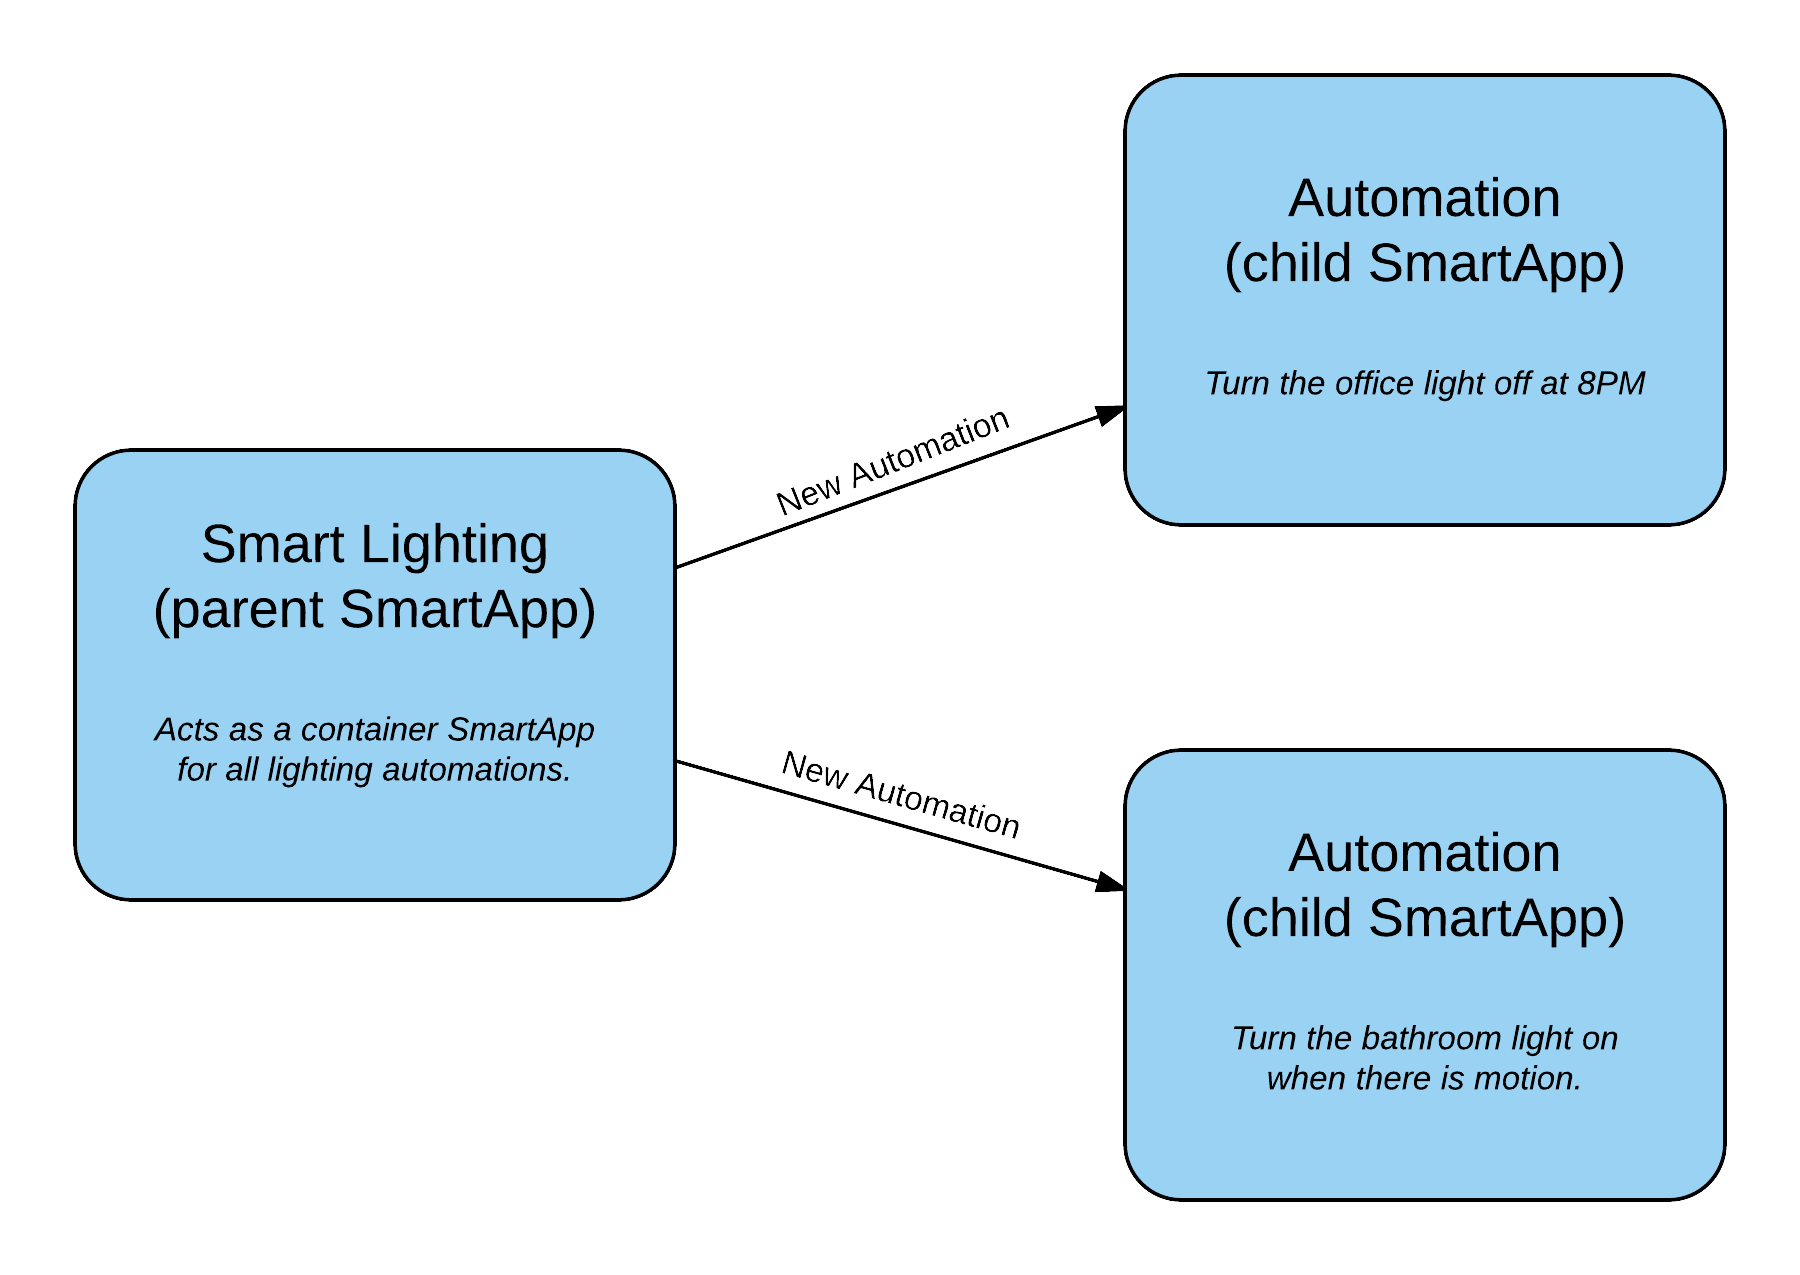 Smart Lighting
(parent SmartApp)
Acts as a container SmartApp
for all lighting automations.
New Automation
New Automation
Automation
(child SmartApp)
Turn the office light off at 8PM
Automation
(child SmartApp)
Turn the bathroom light on
when there is motion.